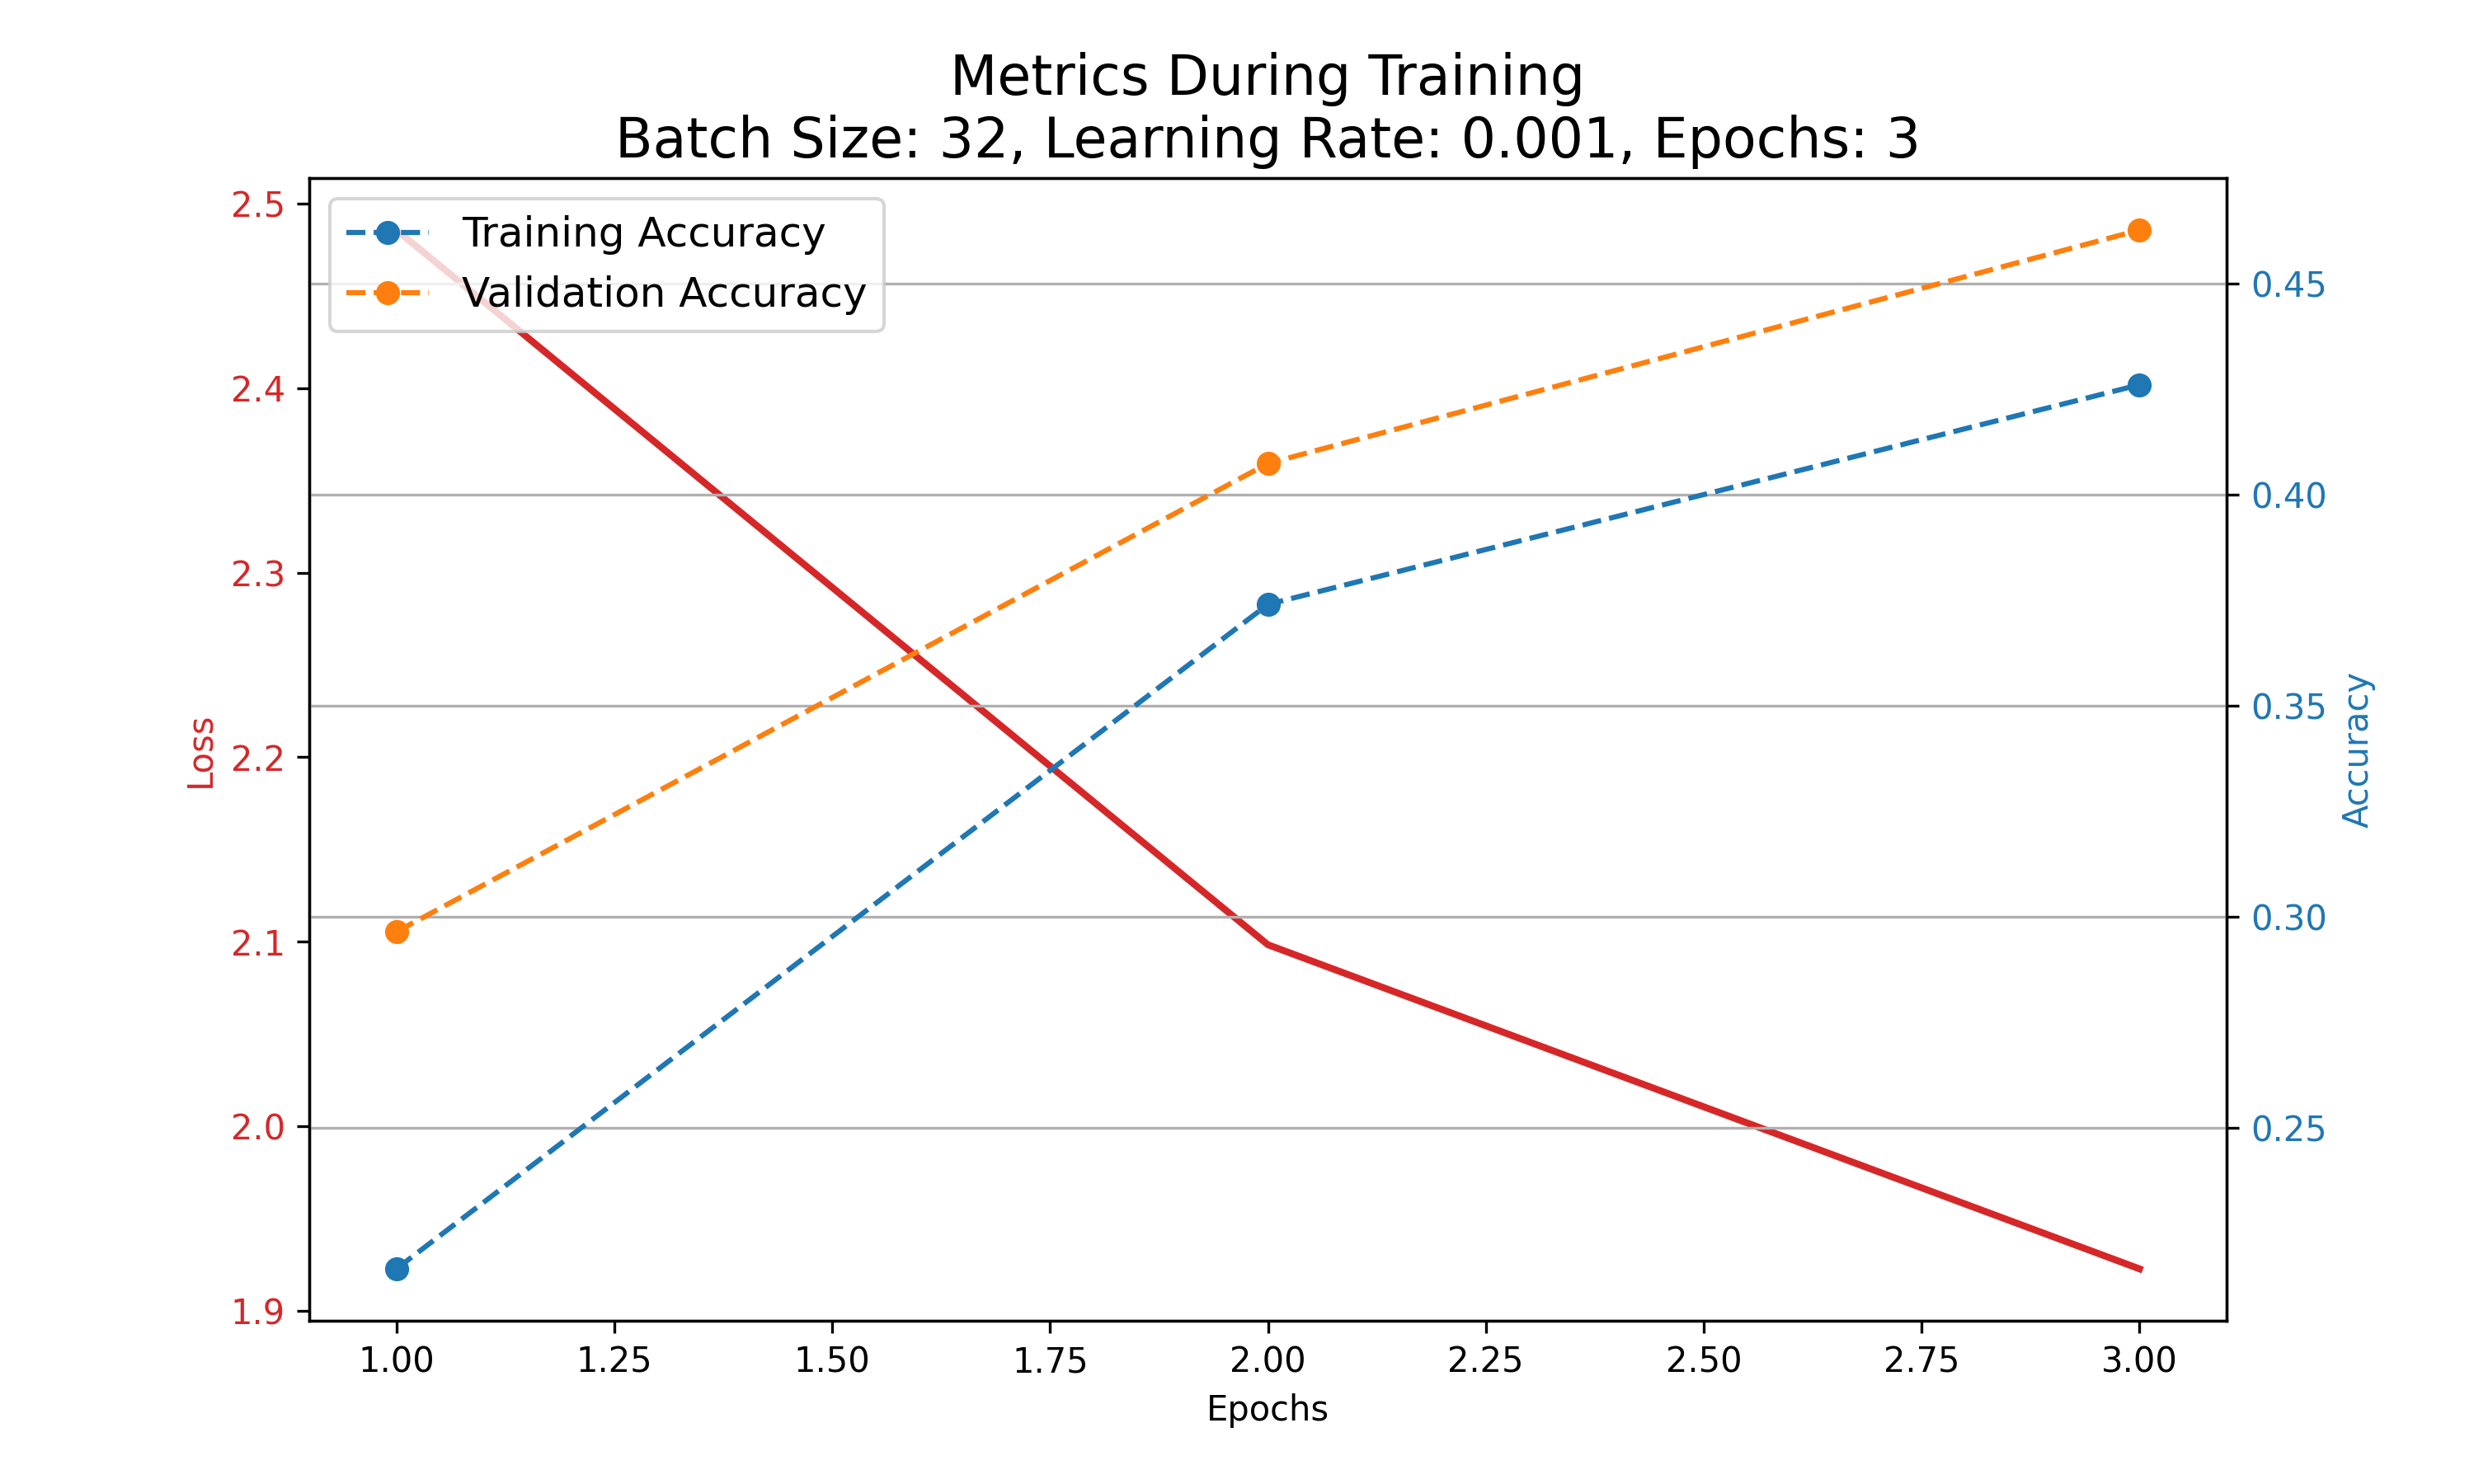 Metrics During Training
Batch Size: 32, Learning Rate: 0.001, Epochs: 3
Training Accuracy
Validation Accuracy
2.5
2.4
2.3
2.2
2.1
2.0
1.9
Loss
0.45
0.40
0.35
0.30
0.25
Accuracy
1.00 1.25 1.50 1.75 2.00 2.25 2.50 2.75 3.00
Epochs